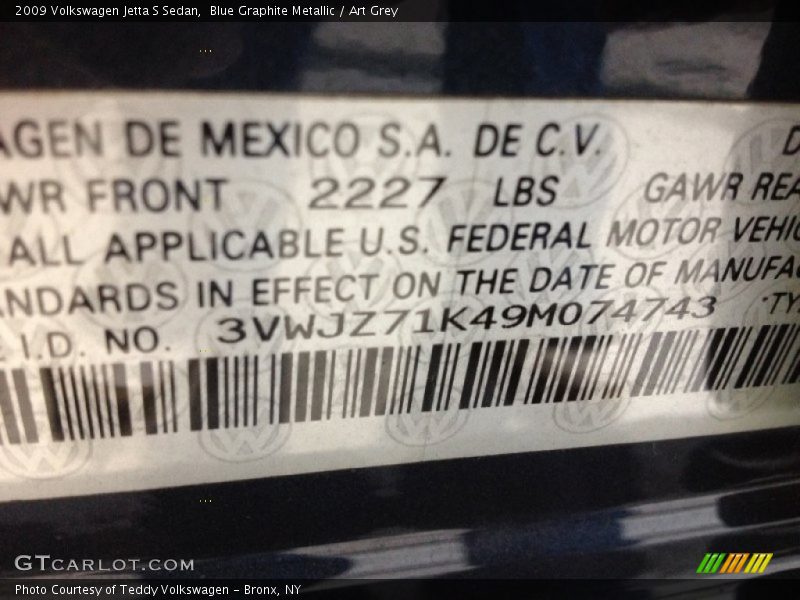 2009 Volkswagen Jetta S Sedan, Blue Graphite Metallic / Art Grey
AGEN DE MEXICO S.A. DE C.V. D
WR FRONT 2227 LBS GAWR REA
ALL APPLICABLE U.S. FEDERAL MOTOR VEHIC
NDARDS IN EFFECT ON THE DATE OF MANUFA
I.D. NO. 3VWJZ71K49M074743 TY
GTCARLOT.COM
Photo Courtesy of Teddy Volkswagen - Bronx, NY